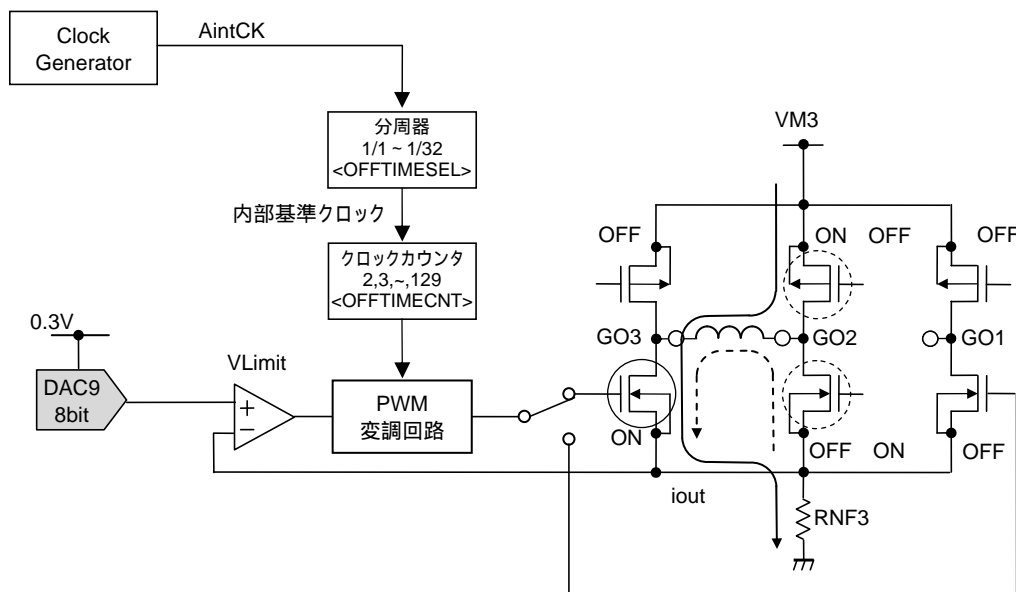 Clock
Generator
AintCK
分周器
1/1 ~ 1/32
<OFFTIMESEL>
内部基準クロック
クロックカウンタ
2,3,~,129
<OFFTIMECNT>
0.3V
DAC9
8bit
VLimit
+
−
PWM
変調回路
VM3
OFF
ON OFF
OFF
GO3
GO2
GO1
ON
OFF ON
OFF
iout
RNF3